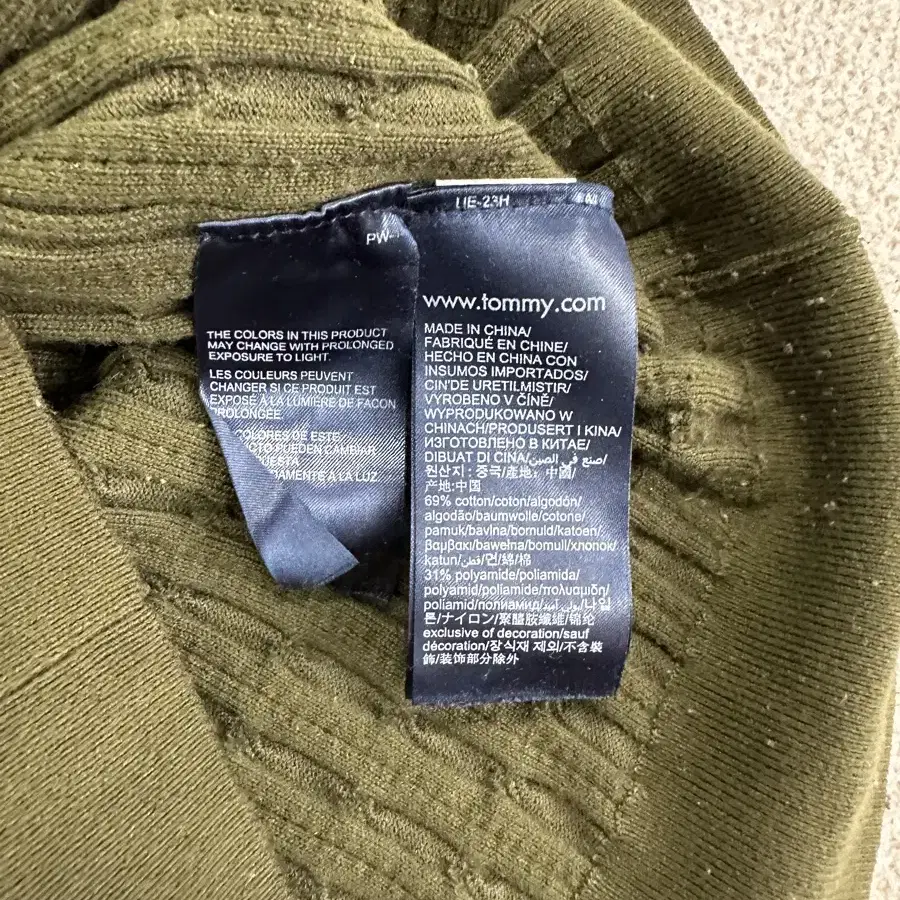 PW-
THE COLORS IN THIS PRODUCT
MAY CHANGE WITH PROLONGED
EXPOSURE TO LIGHT.
LES COULEURS PEUVENT
CHANGER SI CE PRODUIT EST
EXPOSÉ À LA LUMIÈRE DE FACON
PROLONGÉE
COLORES DE ESTE
CTO PUEDEN CAMBIAR
UESTA
DAMENTE A LA LUZ
UE-23H
www.tommy.com
MADE IN CHINA/
FABRIQUÉ EN CHINE/
HECHO EN CHINA CON
INSUMOS IMPORTADOS/
CIN'DE URETILMISTIR/
VYROBENO V ČÍNĚ/
WYPRODUKOWANO W
CHINACH/PRODUSERT I KINA/
ИЗГОТОВЛЕНО В КИТАЕ/
DIBUAT DI CINA/صنع في الصين/
원산지 : 중국/產地：中國/
产地:中国
69% cotton/coton/algodón/
algodão/baumwolle/cotone/
pamuk/bavlna/bomuld/katoen/
βαμβακι/bawełna/bomull/хлопок/
katun/قطن/면/綿/棉
31% polyamide/poliamida/
polyamid/poliammide/πολυαμιδη/
poliamid/полиамид/بولي أميد/나일
론/ナイロン/聚醯胺纖維/锦纶
exclusive of decoration/sauf
décoration/장식재 제외/不含裝
飾/装饰部分除外